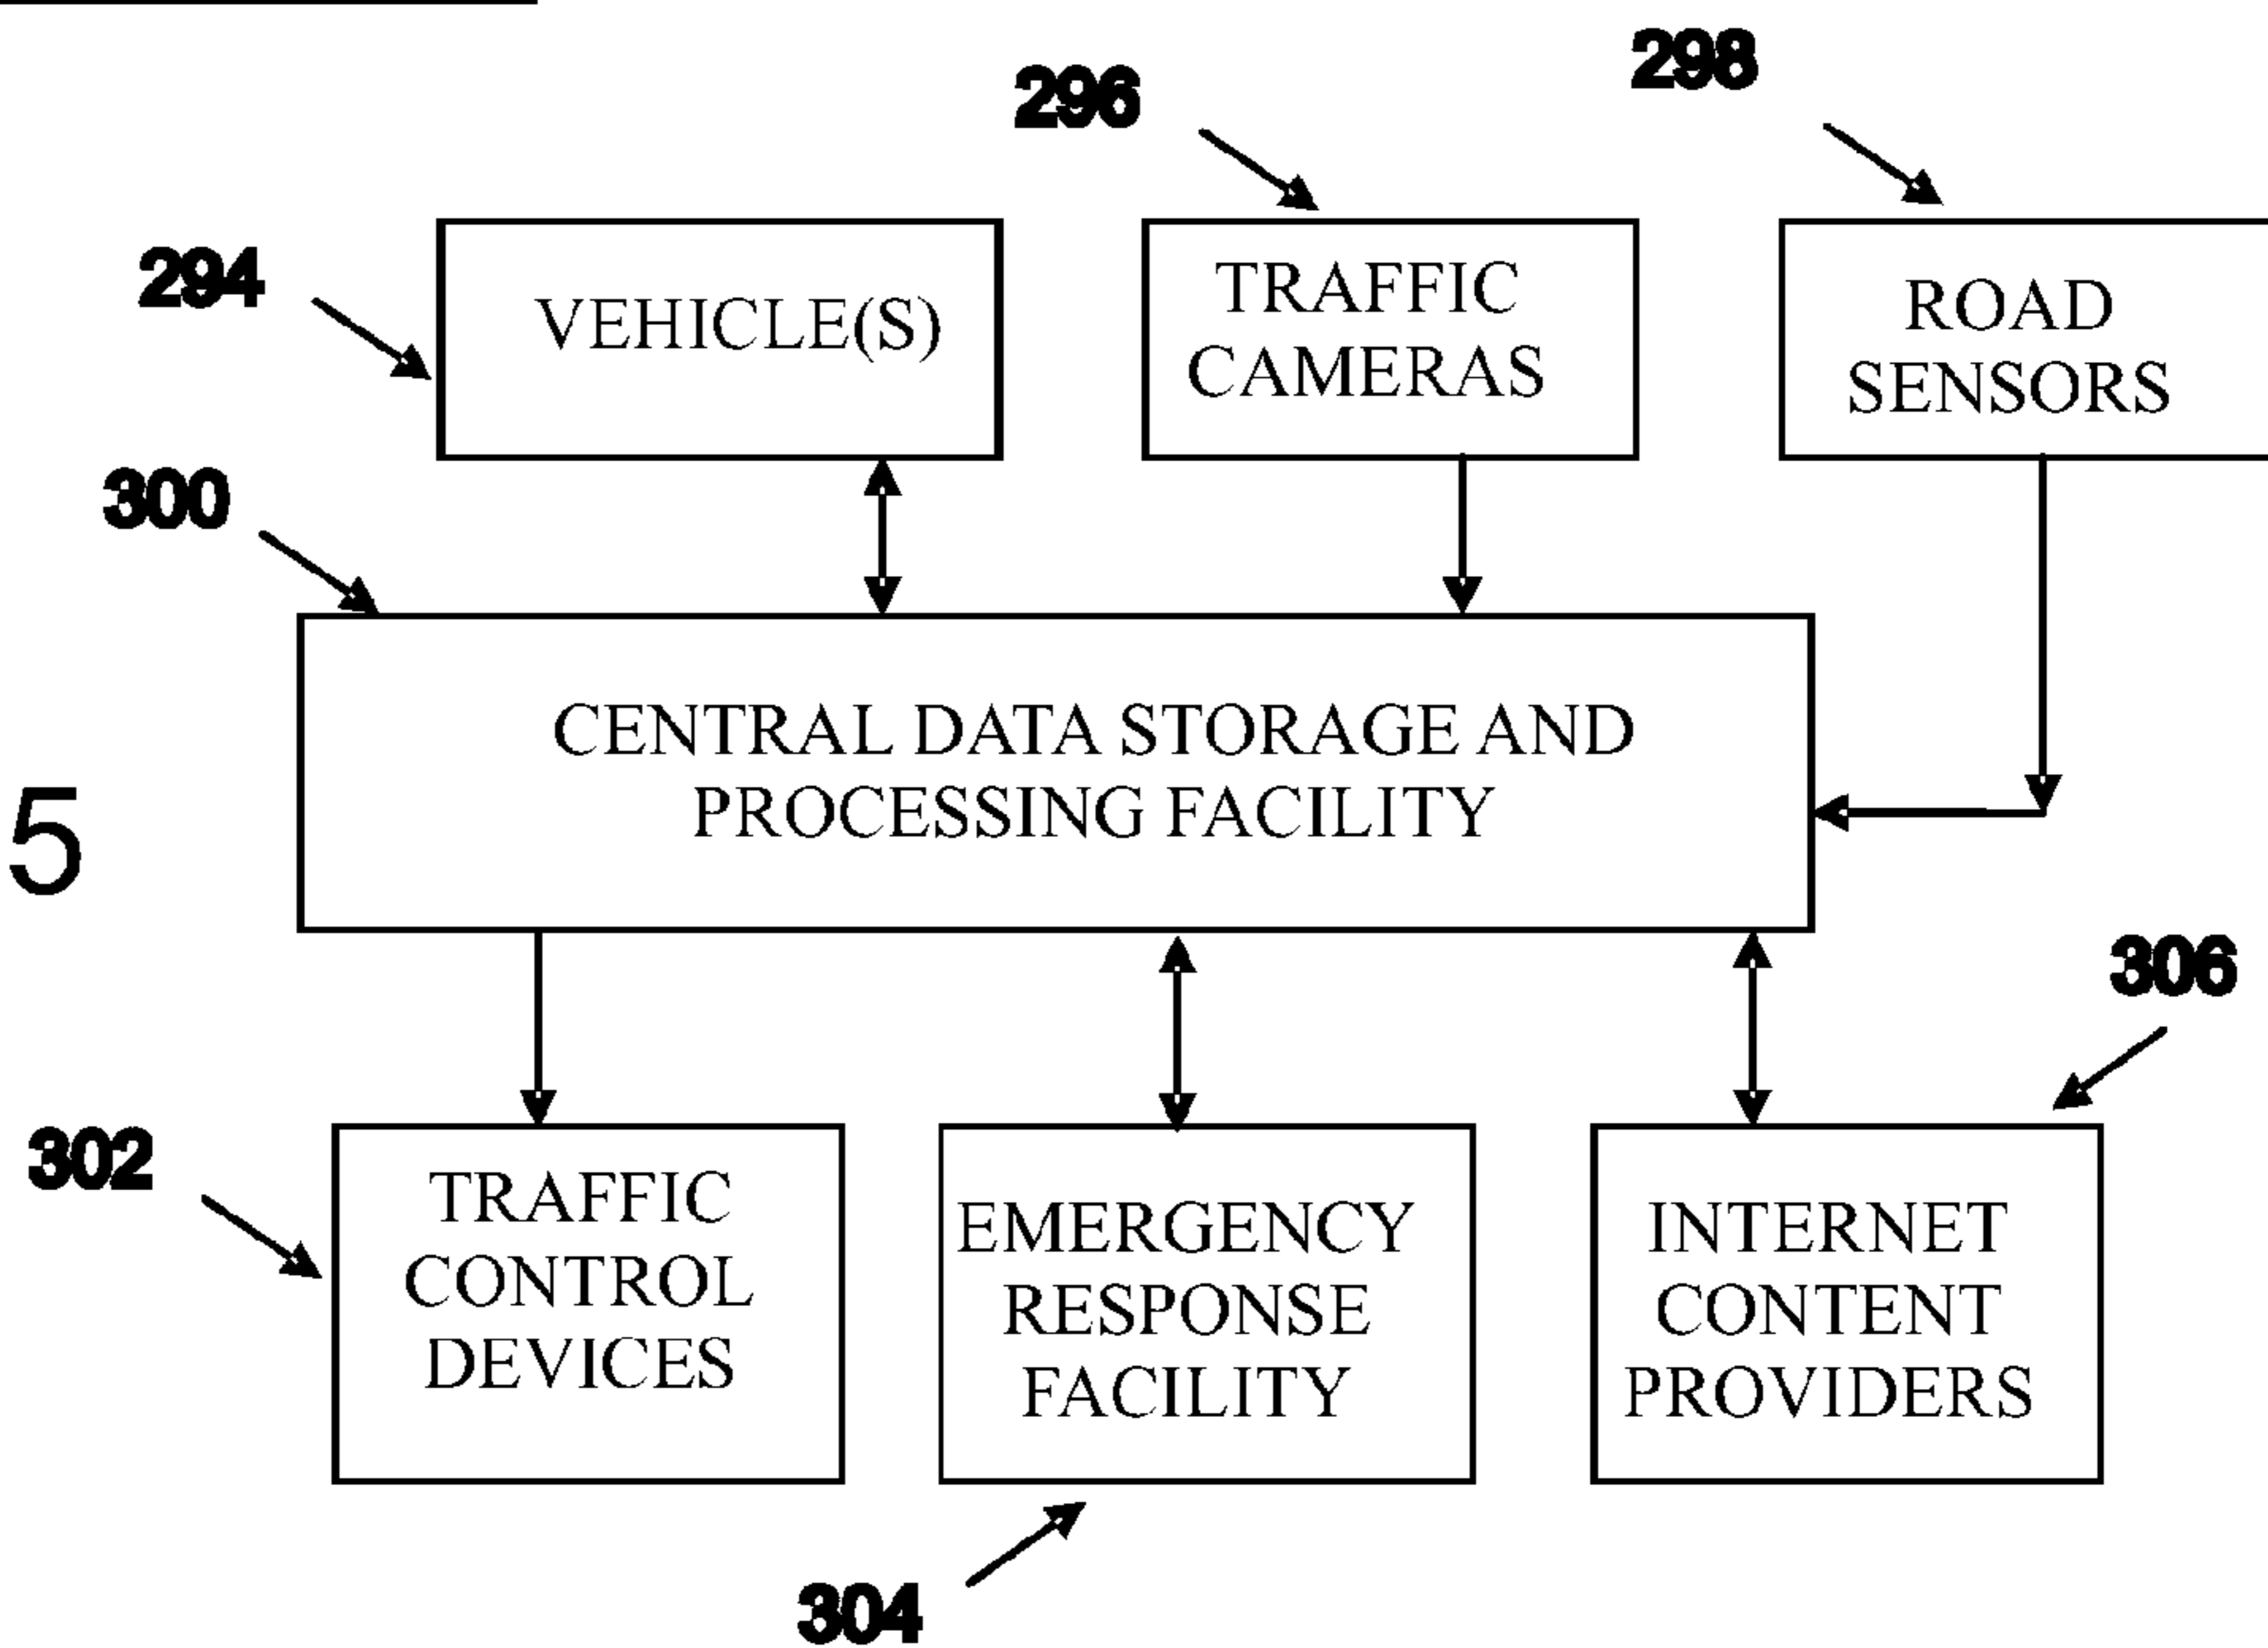 298
296
294
VEHICLE(S)
TRAFFIC
CAMERAS
ROAD
SENSORS
300
CENTRAL DATA STORAGE AND
PROCESSING FACILITY
5
306
302
TRAFFIC
CONTROL
DEVICES
EMERGENCY
RESPONSE
FACILITY
INTERNET
CONTENT
PROVIDERS
304